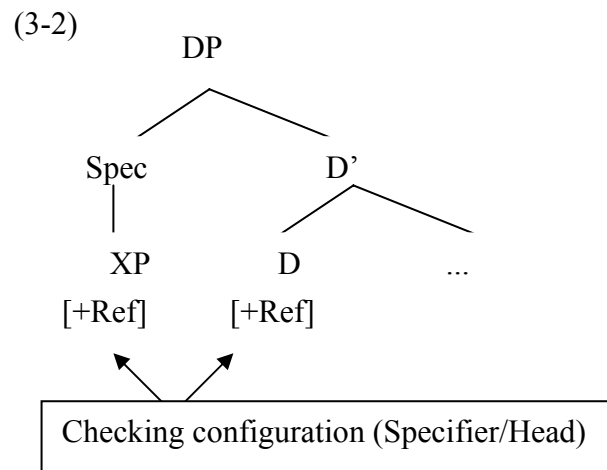 (3-2)
DP
Spec D’
XP D ...
[+Ref] [+Ref]
Checking configuration (Specifier/Head)